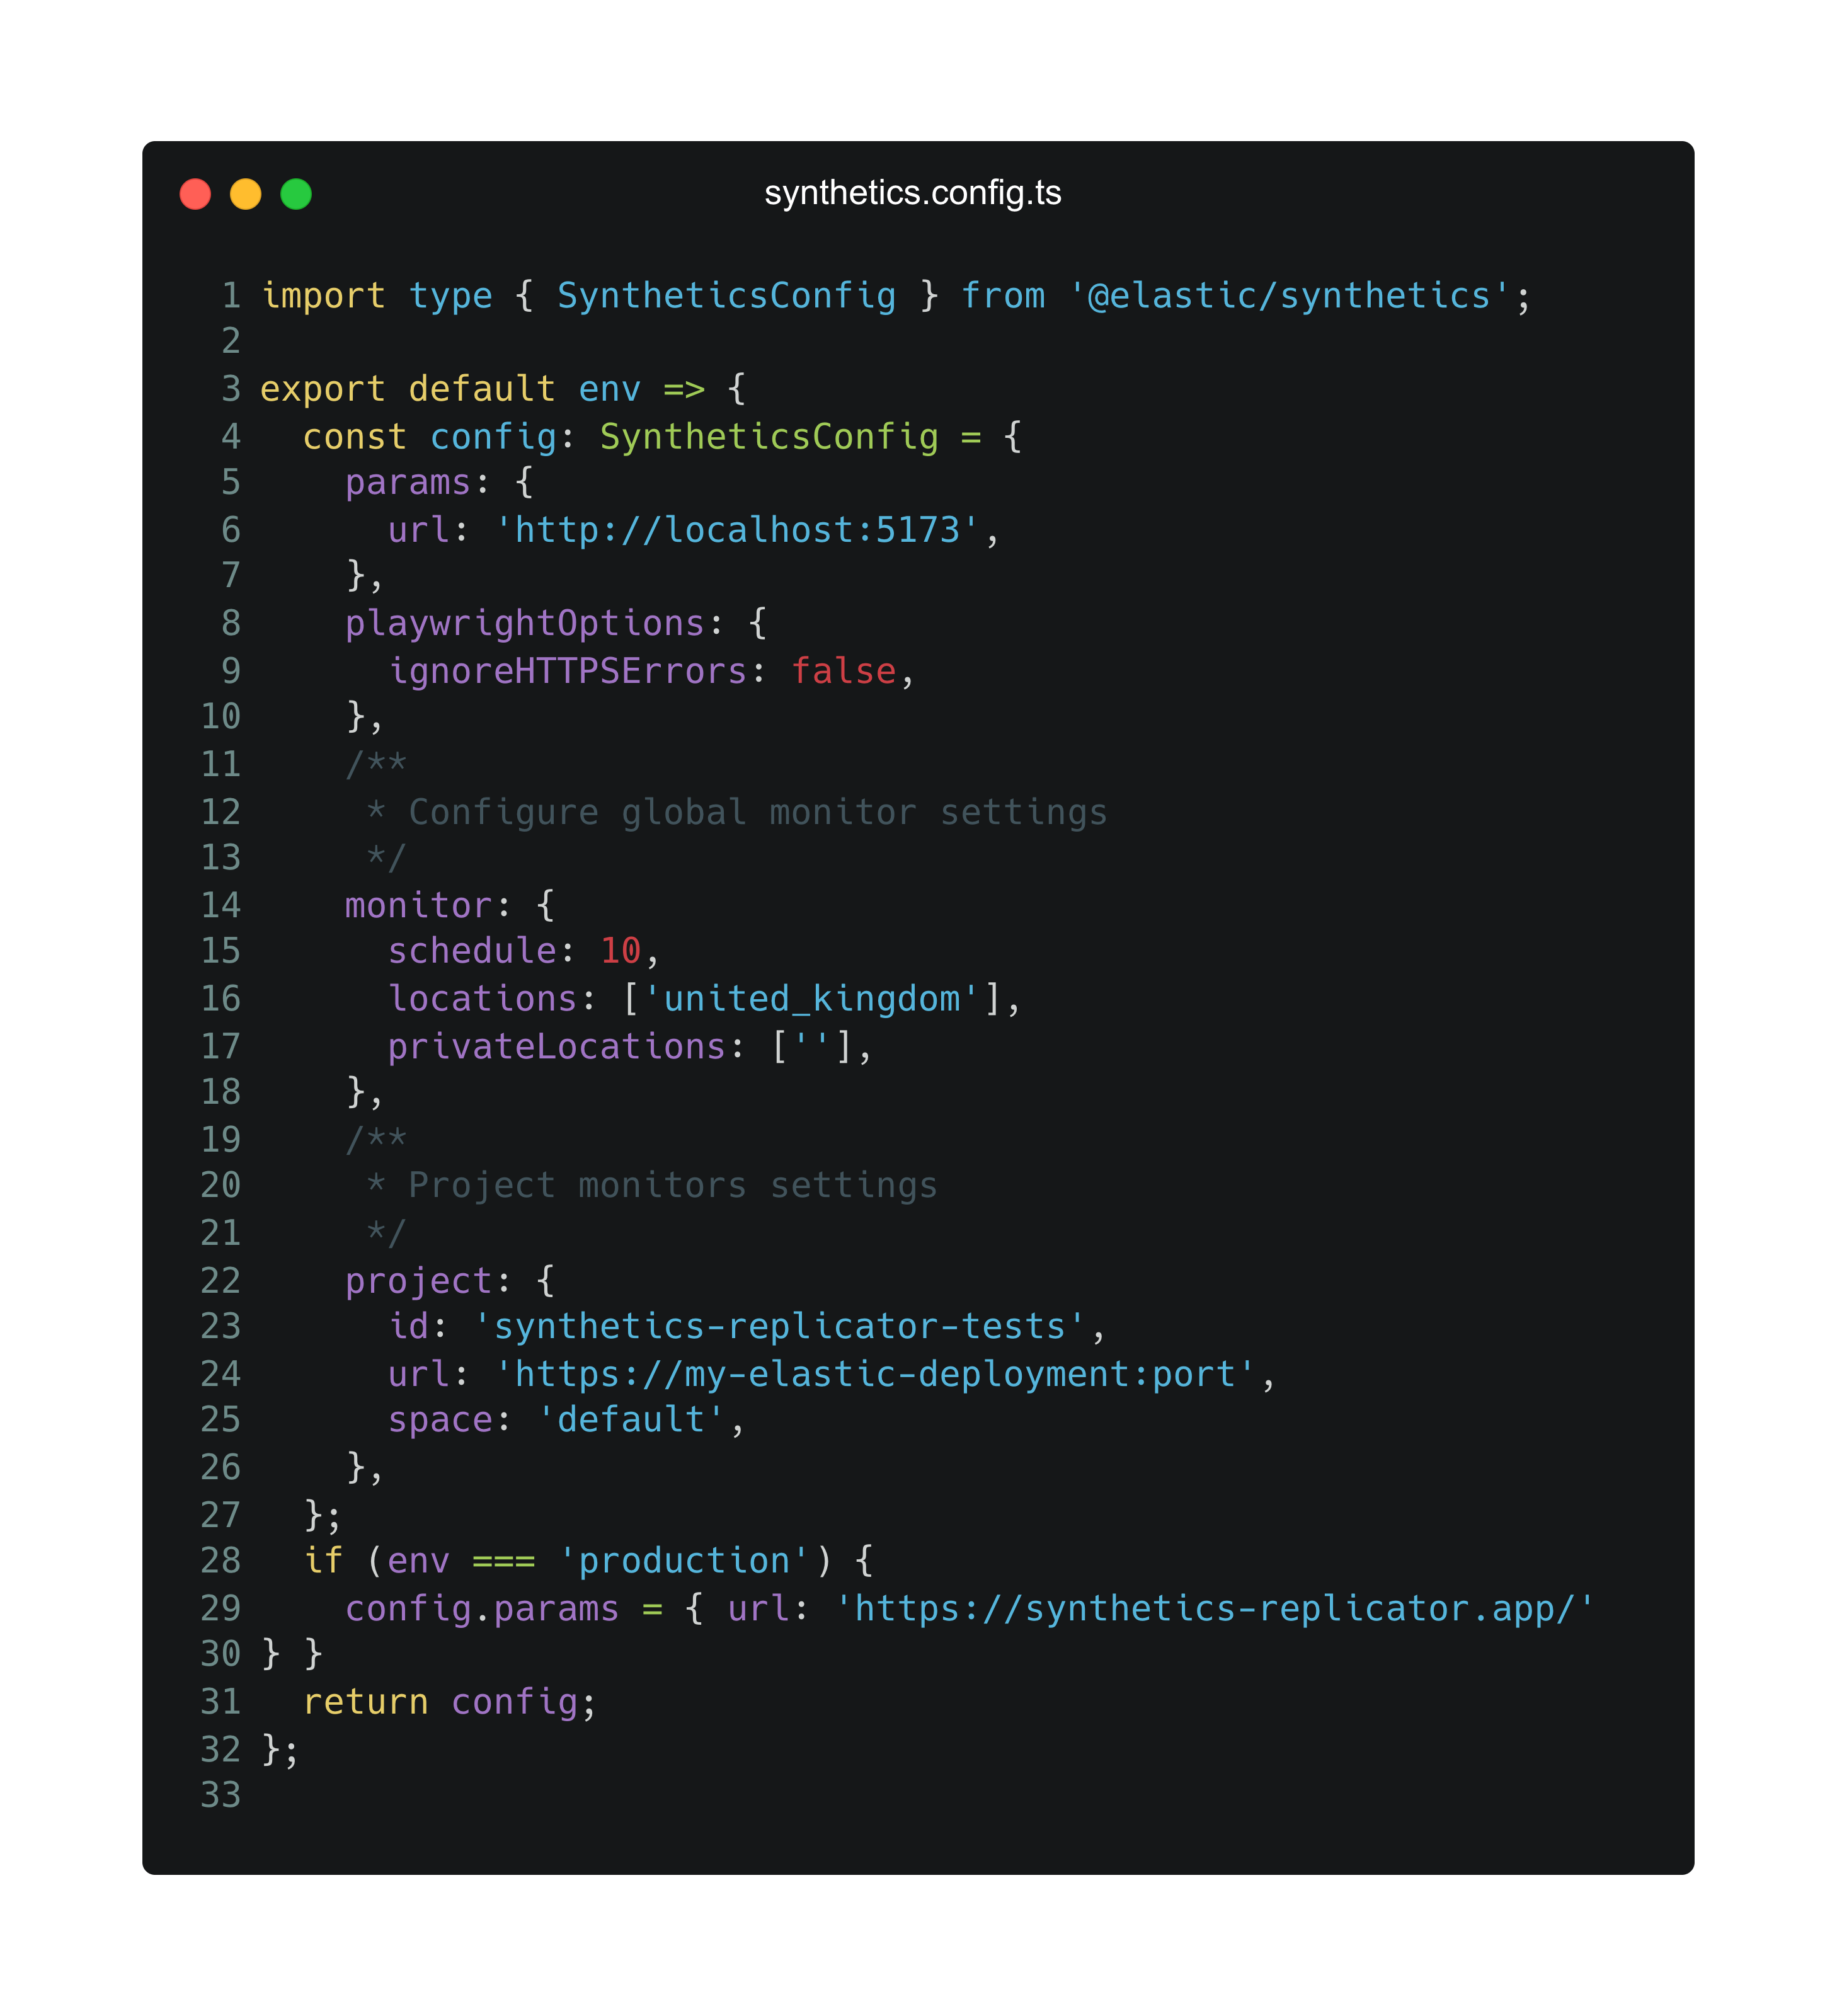 synthetics.config.ts
1 import type { SyntheticsConfig } from '@elastic/synthetics';
2
3 export default env => {
4   const config: SyntheticsConfig = {
5     params: {
6       url: 'http://localhost:5173',
7     },
8     playwrightOptions: {
9       ignoreHTTPSErrors: false,
10     },
11     /**
12      * Configure global monitor settings
13      */
14     monitor: {
15       schedule: 10,
16       locations: ['united_kingdom'],
17       privateLocations: [''],
18     },
19     /**
20      * Project monitors settings
21      */
22     project: {
23       id: 'synthetics-replicator-tests',
24       url: 'https://my-elastic-deployment:port',
25       space: 'default',
26     },
27   };
28   if (env === 'production') {
29     config.params = { url: 'https://synthetics-replicator.app/'
30 } }
31   return config;
32 };
33